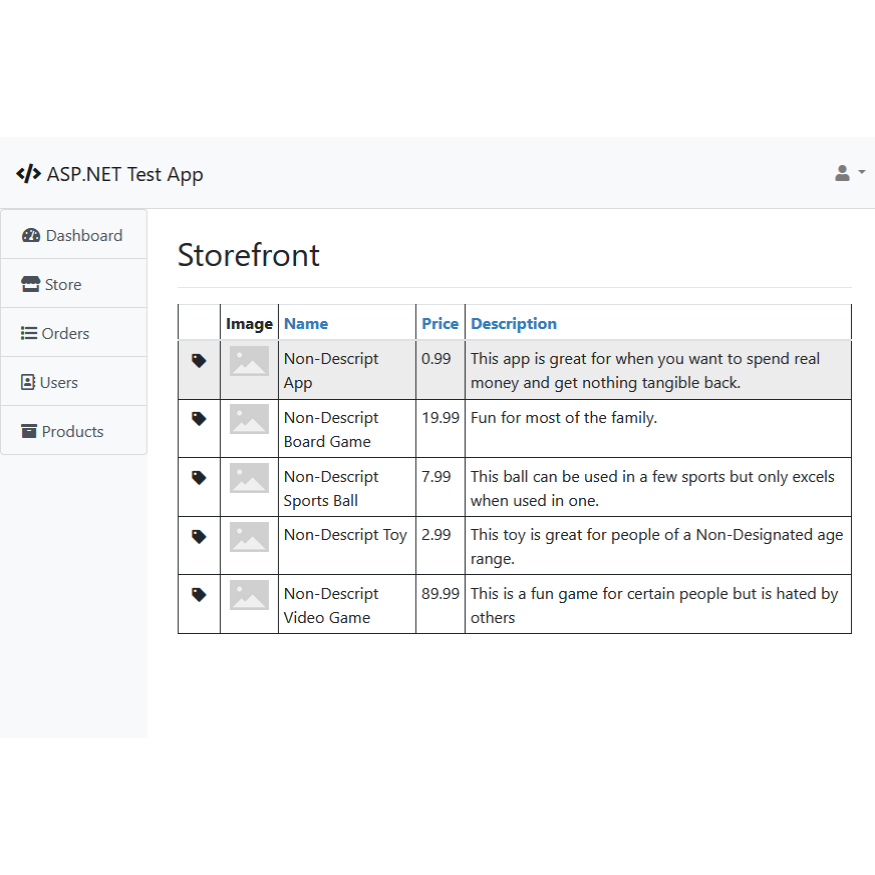 ASP.NET Test App
Dashboard
Store
Orders
Users
Products
Storefront
Image Name Price Description
Non-Descript App 0.99 This app is great for when you want to spend real money and get nothing tangible back.
Non-Descript Board Game 19.99 Fun for most of the family.
Non-Descript Sports Ball 7.99 This ball can be used in a few sports but only excels when used in one.
Non-Descript Toy 2.99 This toy is great for people of a Non-Designated age range.
Non-Descript Video Game 89.99 This is a fun game for certain people but is hated by others